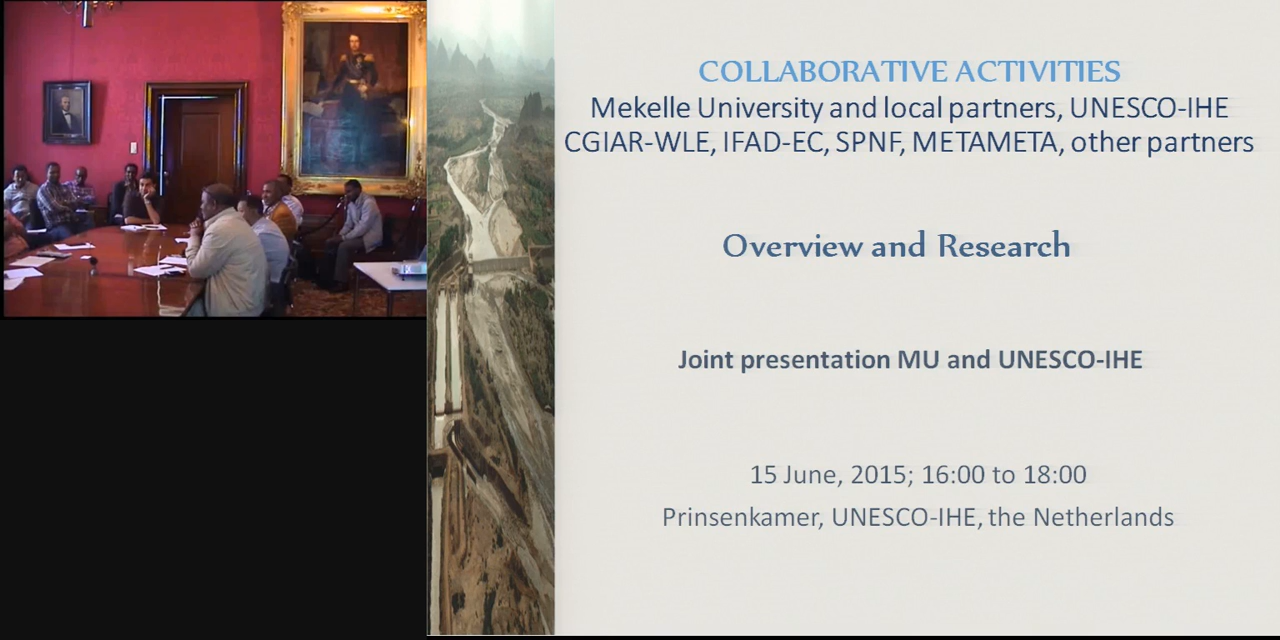 COLLABORATIVE ACTIVITIES
Mekelle University and local partners, UNESCO-IHE
CGIAR-WLE, IFAD-EC, SPNF, METAMETA, other partners
Overview and Research
Joint presentation MU and UNESCO-IHE
15 June, 2015; 16:00 to 18:00
Prinsenkamer, UNESCO-IHE, the Netherlands